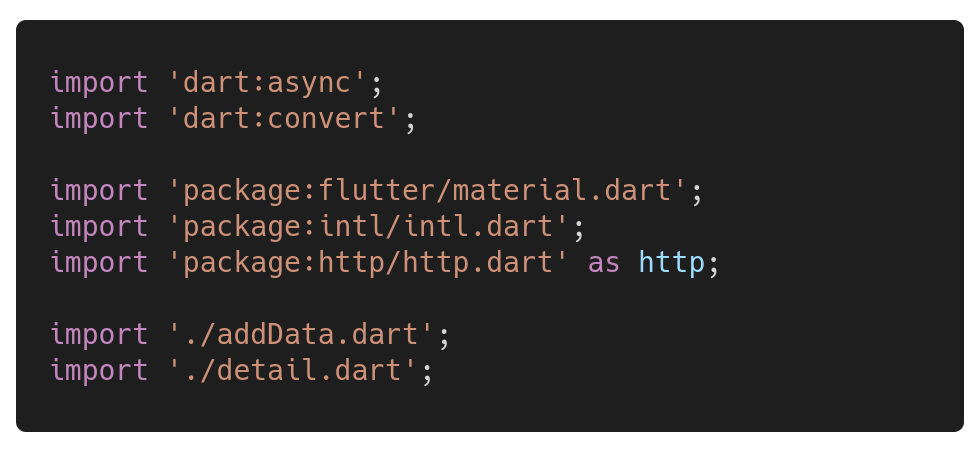 import 'dart:async';
import 'dart:convert';
import 'package:flutter/material.dart';
import 'package:intl/intl.dart';
import 'package:http/http.dart' as http;
import './addData.dart';
import './detail.dart';